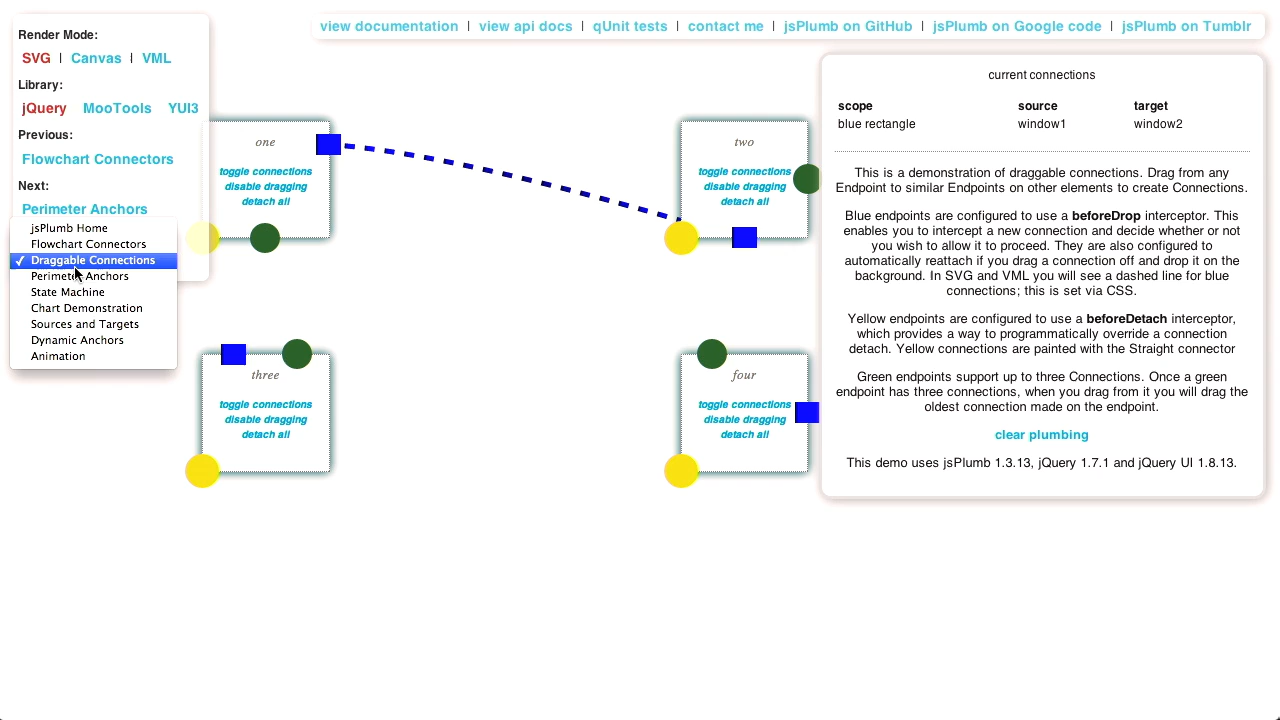 Render Mode:
SVG | Canvas | VML
Library:
jQuery MooTools YUI3
Previous:
Flowchart Connectors
Next:
Perimeter Anchors
jsPlumb Home
Flowchart Connectors
✓ Draggable Connections
Perimeter Anchors
State Machine
Chart Demonstration
Sources and Targets
Dynamic Anchors
Animation
view documentation | view api docs | qUnit tests | contact me | jsPlumb on GitHub | jsPlumb on Google code | jsPlumb on Tumblr
one
toggle connections
disable dragging
detach all
two
toggle connections
disable dragging
detach all
three
toggle connections
disable dragging
detach all
four
toggle connections
disable dragging
detach all
current connections
scope source target
blue rectangle window1 window2
This is a demonstration of draggable connections. Drag from any
Endpoint to similar Endpoints on other elements to create Connections.
Blue endpoints are configured to use a beforeDrop interceptor. This
enables you to intercept a new connection and decide whether or not
you wish to allow it to proceed. They are also configured to
automatically reattach if you drag a connection off and drop it on the
background. In SVG and VML you will see a dashed line for blue
connections; this is set via CSS.
Yellow endpoints are configured to use a beforeDetach interceptor,
which provides a way to programmatically override a connection
detach. Yellow connections are painted with the Straight connector
Green endpoints support up to three Connections. Once a green
endpoint has three connections, when you drag from it you will drag the
oldest connection made on the endpoint.
clear plumbing
This demo uses jsPlumb 1.3.13, jQuery 1.7.1 and jQuery UI 1.8.13.